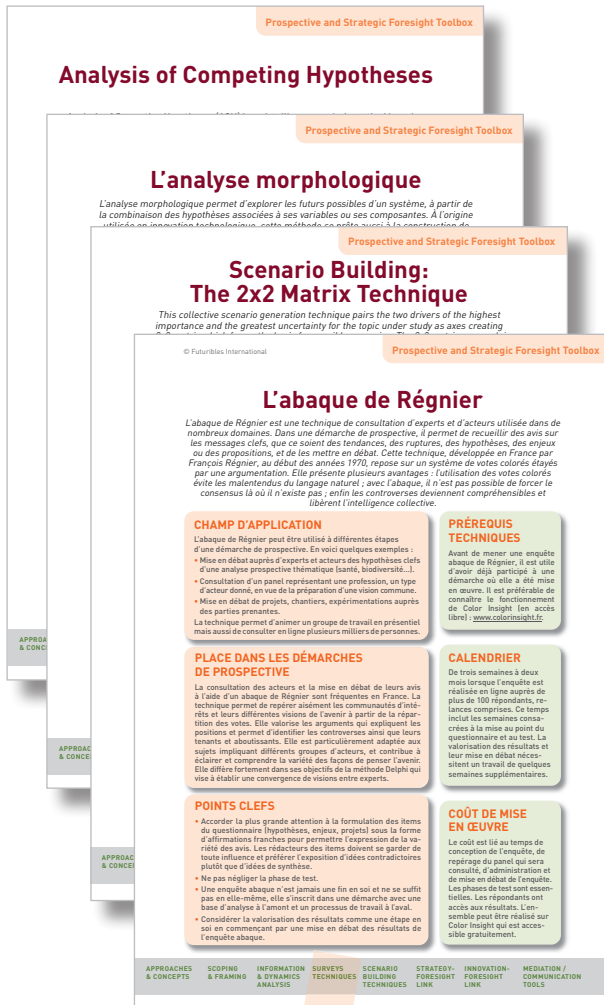 Prospective and Strategic Foresight Toolbox
Analysis of Competing Hypotheses
Prospective and Strategic Foresight Toolbox
L'analyse morphologique
L'analyse morphologique permet d'explorer les futurs possibles d'un système, à partir de
la combinaison des hypothèses associées à ses variables ou ses composantes. À l'origine
utilisée en innovation technologique, cette méthode se prête aussi à la construction de
Prospective and Strategic Foresight Toolbox
Scenario Building:
The 2x2 Matrix Technique
This collective scenario generation technique pairs the two drivers of the highest
importance and the greatest uncertainty for the topic under study as axes creating
© Futuribles International
Prospective and Strategic Foresight Toolbox
L'abaque de Régnier
L'abaque de Régnier est une technique de consultation d'experts et d'acteurs utilisée dans de
nombreux domaines. Dans une démarche de prospective, il permet de recueillir des avis sur
les messages clefs, que ce soient des tendances, des ruptures, des hypothèses, des enjeux
ou des propositions, et de les mettre en débat. Cette technique, développée en France par
François Régnier, au début des années 1970, repose sur un système de votes colorés étayés
par une argumentation. Elle présente plusieurs avantages : l'utilisation des votes colorés
évite les malentendus du langage naturel ; avec l'abaque, il n'est pas possible de forcer le
consensus là où il n'existe pas ; enfin les controverses deviennent compréhensibles et
libèrent l'intelligence collective.
CHAMP D'APPLICATION
L'abaque de Régnier peut être utilisé à différentes étapes
d'une démarche de prospective. En voici quelques exemples :
• Mise en débat auprès d'experts et acteurs des hypothèses clefs
d'une analyse prospective thématique (santé, biodiversité...).
• Consultation d'un panel représentant une profession, un type
d'acteur donné, en vue de la préparation d'une vision commune.
• Mise en débat de projets, chantiers, expérimentations auprès
des parties prenantes.
La technique permet d'animer un groupe de travail en présentiel
mais aussi de consulter en ligne plusieurs milliers de personnes.
PRÉREQUIS
TECHNIQUES
Avant de mener une enquête
abaque de Régnier, il est utile
d'avoir déjà participé à une
démarche où elle a été mise
en œuvre. Il est préférable de
connaître le fonctionnement
de Color Insight (en accès
libre) : www.colorinsight.fr.
PLACE DANS LES DÉMARCHES
DE PROSPECTIVE
La consultation des acteurs et la mise en débat de leurs avis
à l'aide d'un abaque de Régnier sont fréquentes en France. La
technique permet de repérer aisément les communautés d'inté-
rêts et leurs différentes visions de l'avenir à partir de la répar-
tition des votes. Elle valorise les arguments qui expliquent les
positions et permet d'identifier les controverses ainsi que leurs
tenants et aboutissants. Elle est particulièrement adaptée aux
sujets impliquant différents groupes d'acteurs, et contribue à
éclairer et comprendre la variété des façons de penser l'avenir.
Elle diffère fortement dans ses objectifs de la méthode Delphi qui
vise à établir une convergence de visions entre experts.
CALENDRIER
De trois semaines à deux
mois lorsque l'enquête est
réalisée en ligne auprès de
plus de 100 répondants, re-
lances comprises. Ce temps
inclut les semaines consa-
crées à la mise au point du
questionnaire et au test. La
valorisation des résultats et
leur mise en débat néces-
sitent un travail de quelques
semaines supplémentaires.
POINTS CLEFS
• Accorder la plus grande attention à la formulation des items
du questionnaire (hypothèses, enjeux, projets) sous la forme
d'affirmations franches pour permettre l'expression de la va-
riété des avis. Les rédacteurs des items doivent se garder de
toute influence et préférer l'exposition d'idées contradictoires
plutôt que d'idées de synthèse.
• Ne pas négliger la phase de test.
• Une enquête abaque n'est jamais une fin en soi et ne se suffit
pas en elle-même, elle s'inscrit dans une démarche avec une
base d'analyse à l'amont et un processus de travail à l'aval.
• Considérer la valorisation des résultats comme une étape en
soi en commençant par une mise en débat des résultats de
l'enquête abaque.
COÛT DE MISE
EN ŒUVRE
Le coût est lié au temps de
conception de l'enquête, de
repérage du panel qui sera
consulté, d'administration et
de mise en débat de l'enquête.
Les phases de test sont essen-
tielles. Les répondants ont
accès aux résultats. L'en-
semble peut être réalisé sur
Color Insight qui est acces-
sible gratuitement.
APPROA
& CONC
APPROAC
& CONCE
APPROAC
& CONCE
APPROACHES
& CONCEPTS
SCOPING
& FRAMING
INFORMATION
& DYNAMICS
ANALYSIS
SURVEYS
TECHNIQUES
SCENARIO
BUILDING
TECHNIQUES
STRATEGY-
FORESIGHT
LINK
INNOVATION-
FORESIGHT
LINK
MEDIATION /
COMMUNICATION
TOOLS